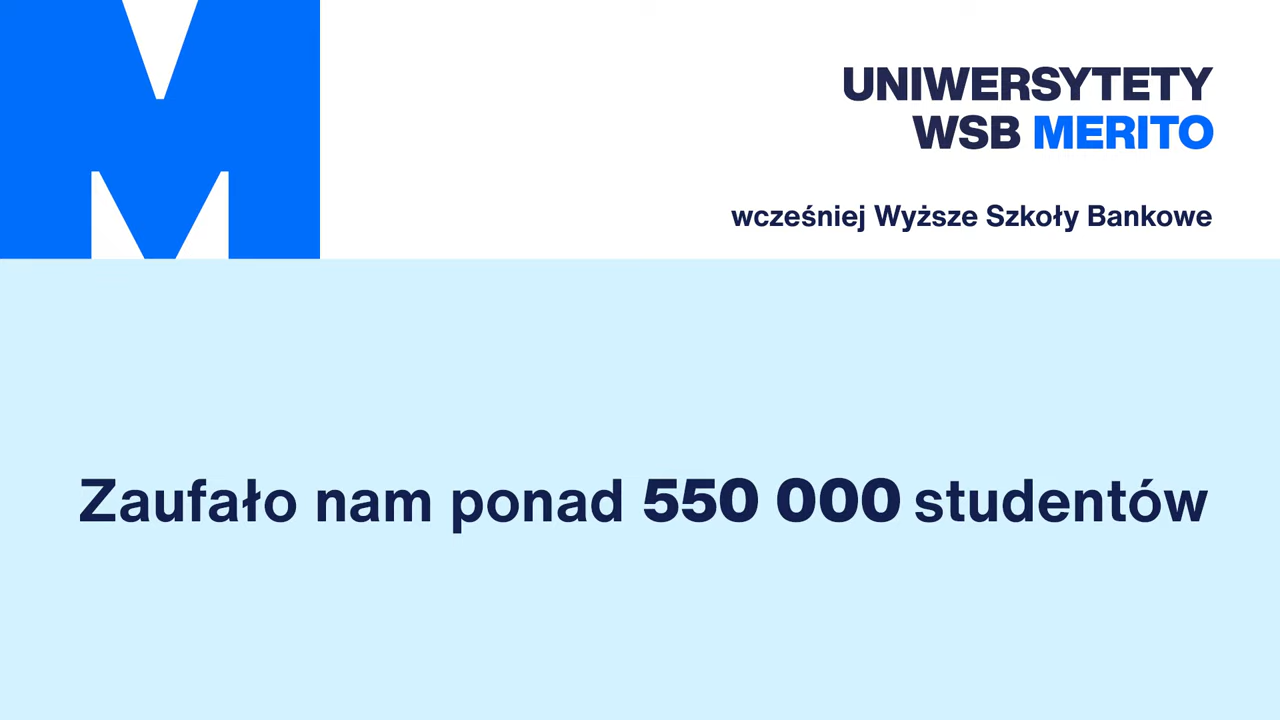 UNIWERSYTETY
WSB MERITO
wcześniej Wyższe Szkoły Bankowe
Zaufało nam ponad 550 000 studentów